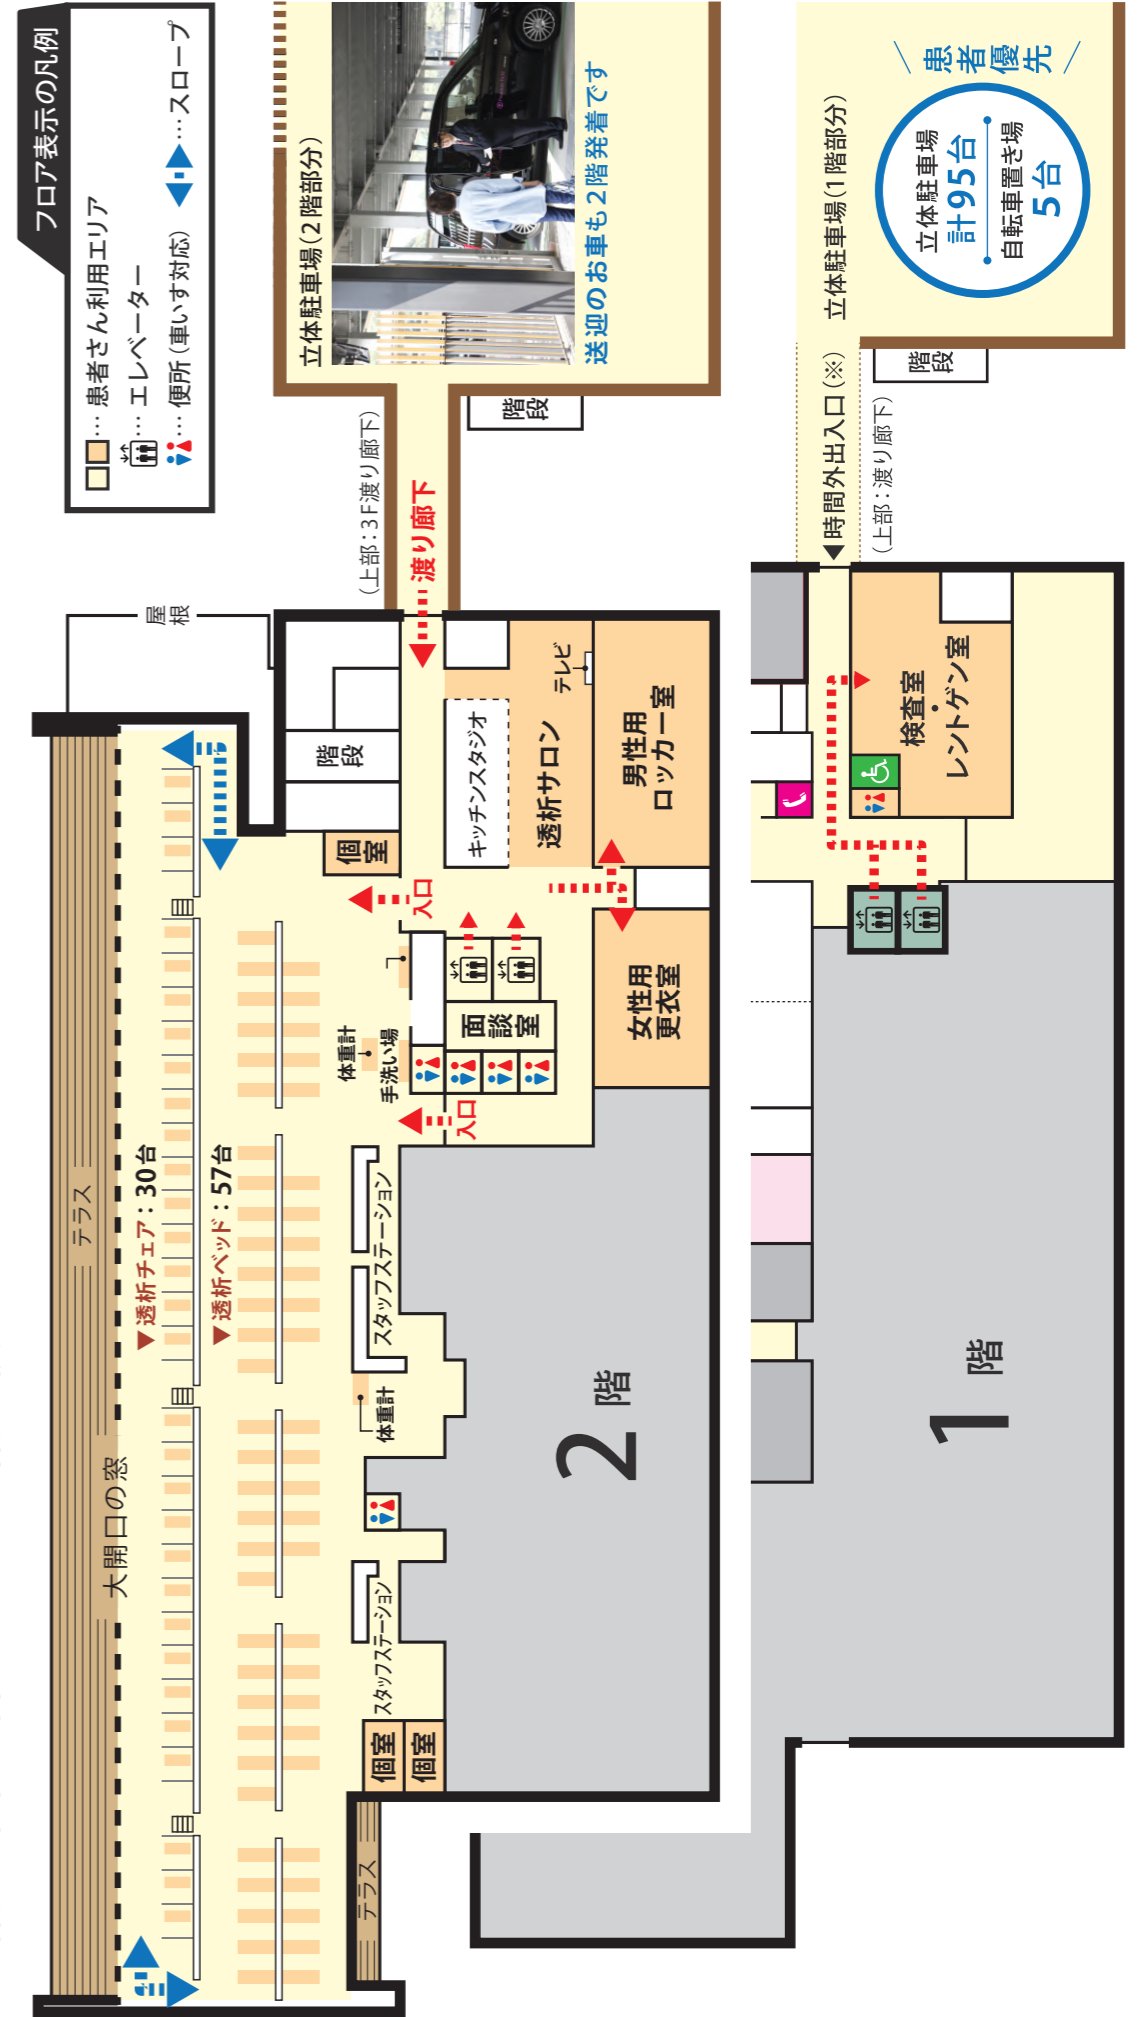 フロア表示の凡例
… 患者さん利用エリア
… エレベーター
… 便所(車いす対応)
… スロープ
立体駐車場(2階部分)
送迎のお車も2階発着です
階段
(上部:3F渡り廊下)
渡り廊下
屋根
テラス
大開口の窓
▼透析チェア:30台
▼透析ベッド:57台
階段
個室
入口
キッチンスタジオ
透析サロン
テレビ
男性用
ロッカー室
女性用
更衣室
面談室
体重計
手洗い場
入口
スタッフステーション
体重計
スタッフステーション
個室
個室
テラス
2階
立体駐車場(1階部分)
患者優先
立体駐車場
計95台
自転車置き場
5台
階段
◀時間外出入口(※)
(上部:渡り廊下)
検査室
・
レントゲン室
1階